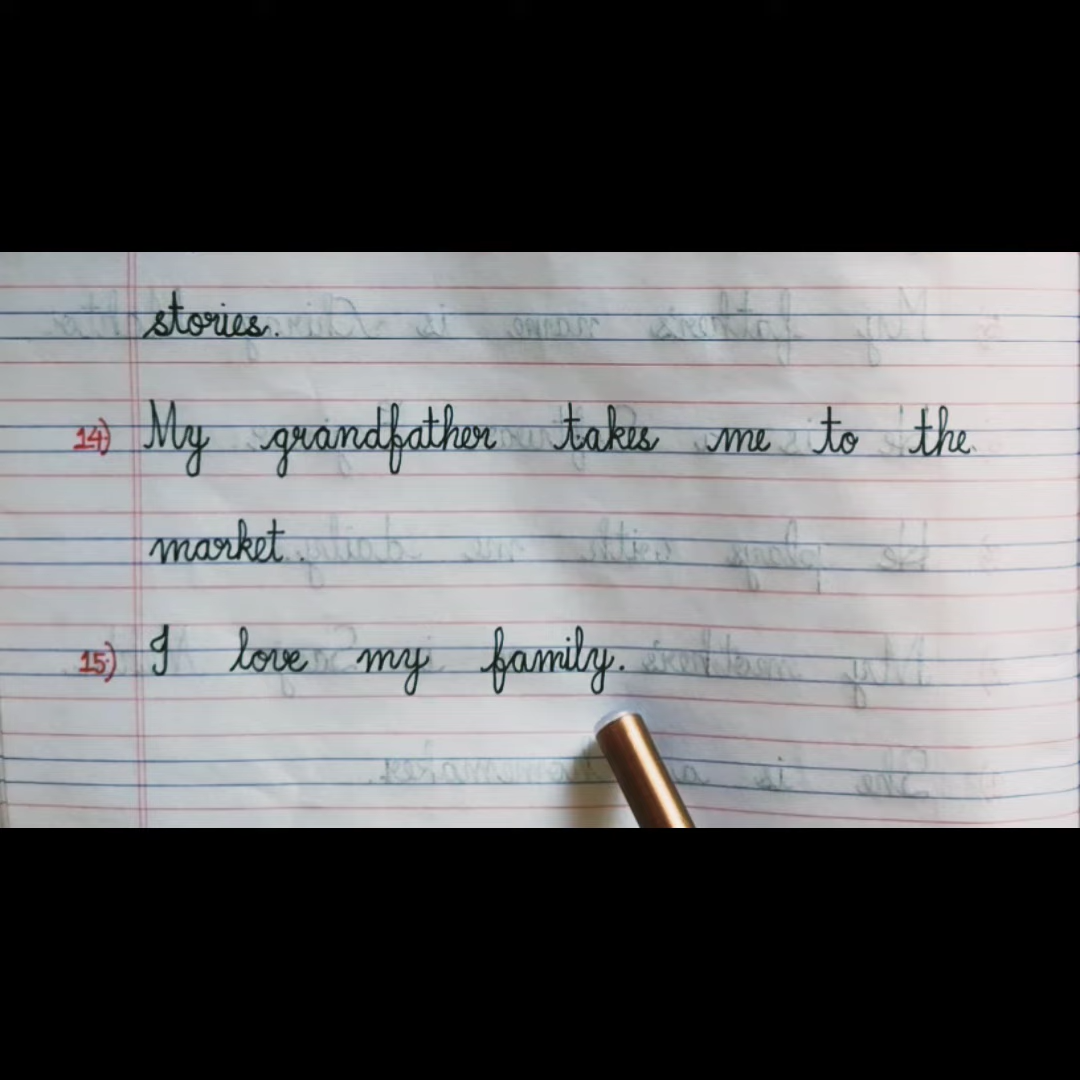 stories.
14) My grandfather takes me to the
market.
15) I love my family.